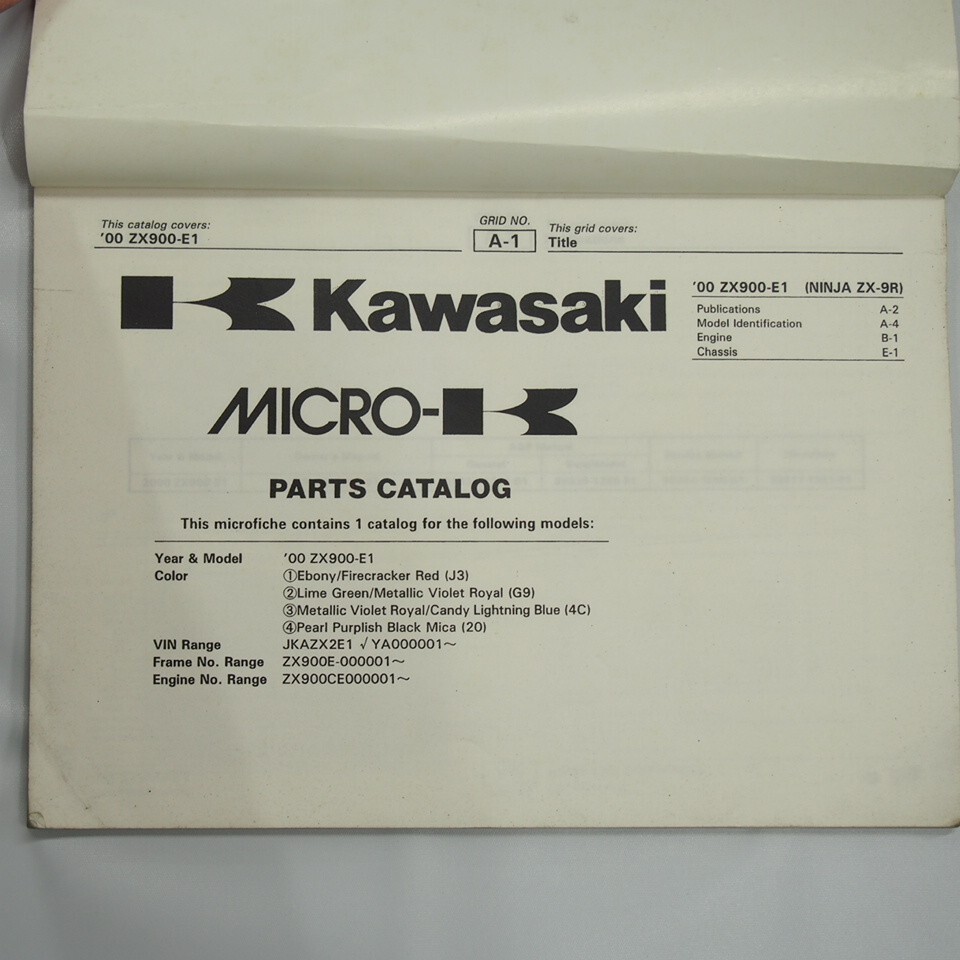 This catalog covers:
'00 ZX900-E1
GRID NO.
A-1
This grid covers:
Title
Kawasaki
'00 ZX900-E1 (NINJA ZX-9R)
Publications A-2
Model Identification A-4
Engine B-1
Chassis E-1
MICRO-K
PARTS CATALOG
This microfiche contains 1 catalog for the following models:
Year & Model '00 ZX900-E1
Color ①Ebony/Firecracker Red (J3)
②Lime Green/Metallic Violet Royal (G9)
③Metallic Violet Royal/Candy Lightning Blue (4C)
④Pearl Purplish Black Mica (20)
VIN Range JKAZX2E1 √ YA000001～
Frame No. Range ZX900E-000001～
Engine No. Range ZX900CE000001～